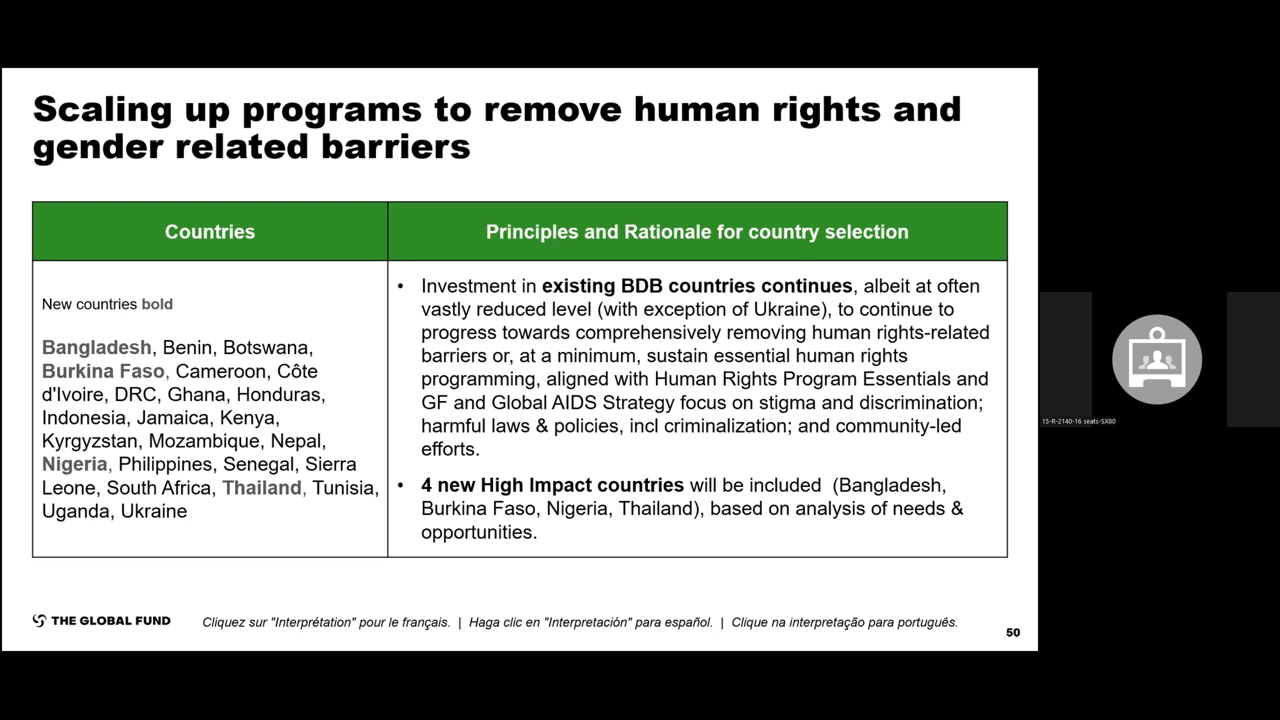 Scaling up programs to remove human rights and
gender related barriers
Countries
Principles and Rationale for country selection
New countries bold
Bangladesh, Benin, Botswana,
Burkina Faso, Cameroon, Côte
d'Ivoire, DRC, Ghana, Honduras,
Indonesia, Jamaica, Kenya,
Kyrgyzstan, Mozambique, Nepal,
Nigeria, Philippines, Senegal, Sierra
Leone, South Africa, Thailand, Tunisia,
Uganda, Ukraine
• Investment in existing BDB countries continues, albeit at often
vastly reduced level (with exception of Ukraine), to continue to
progress towards comprehensively removing human rights-related
barriers or, at a minimum, sustain essential human rights
programming, aligned with Human Rights Program Essentials and
GF and Global AIDS Strategy focus on stigma and discrimination;
harmful laws & policies, incl criminalization; and community-led
efforts.
• 4 new High Impact countries will be included (Bangladesh,
Burkina Faso, Nigeria, Thailand), based on analysis of needs &
opportunities.
THE GLOBAL FUND
Cliquez sur "Interprétation" pour le français. | Haga clic en "Interpretación" para español. | Clique na interpretação para português.
50
15-R-2140-16 seats-SX80